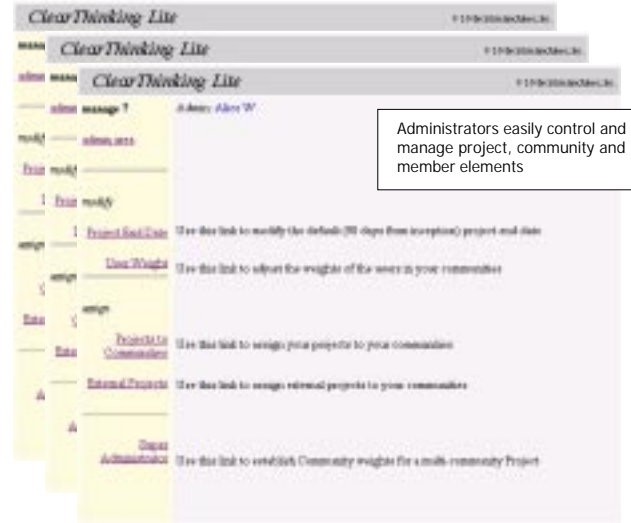 ClearThinking Lite
ClearThinking Lite
ClearThinking Lite
manage ?
Admin: Alice W
Administrators easily control and
manage project, community and
member elements
admin area
modify
Project End Date
Use this link to modify the default (90 days from inception) project end date
User Weight
Use this link to adjust the weights of the users in your communities
assign
Projects to
Communities
Use this link to assign your projects to your communities
External Projects
Use this link to assign external projects to your communities
Super
Administrator
Use this link to establish Community weights for a multi-community Project